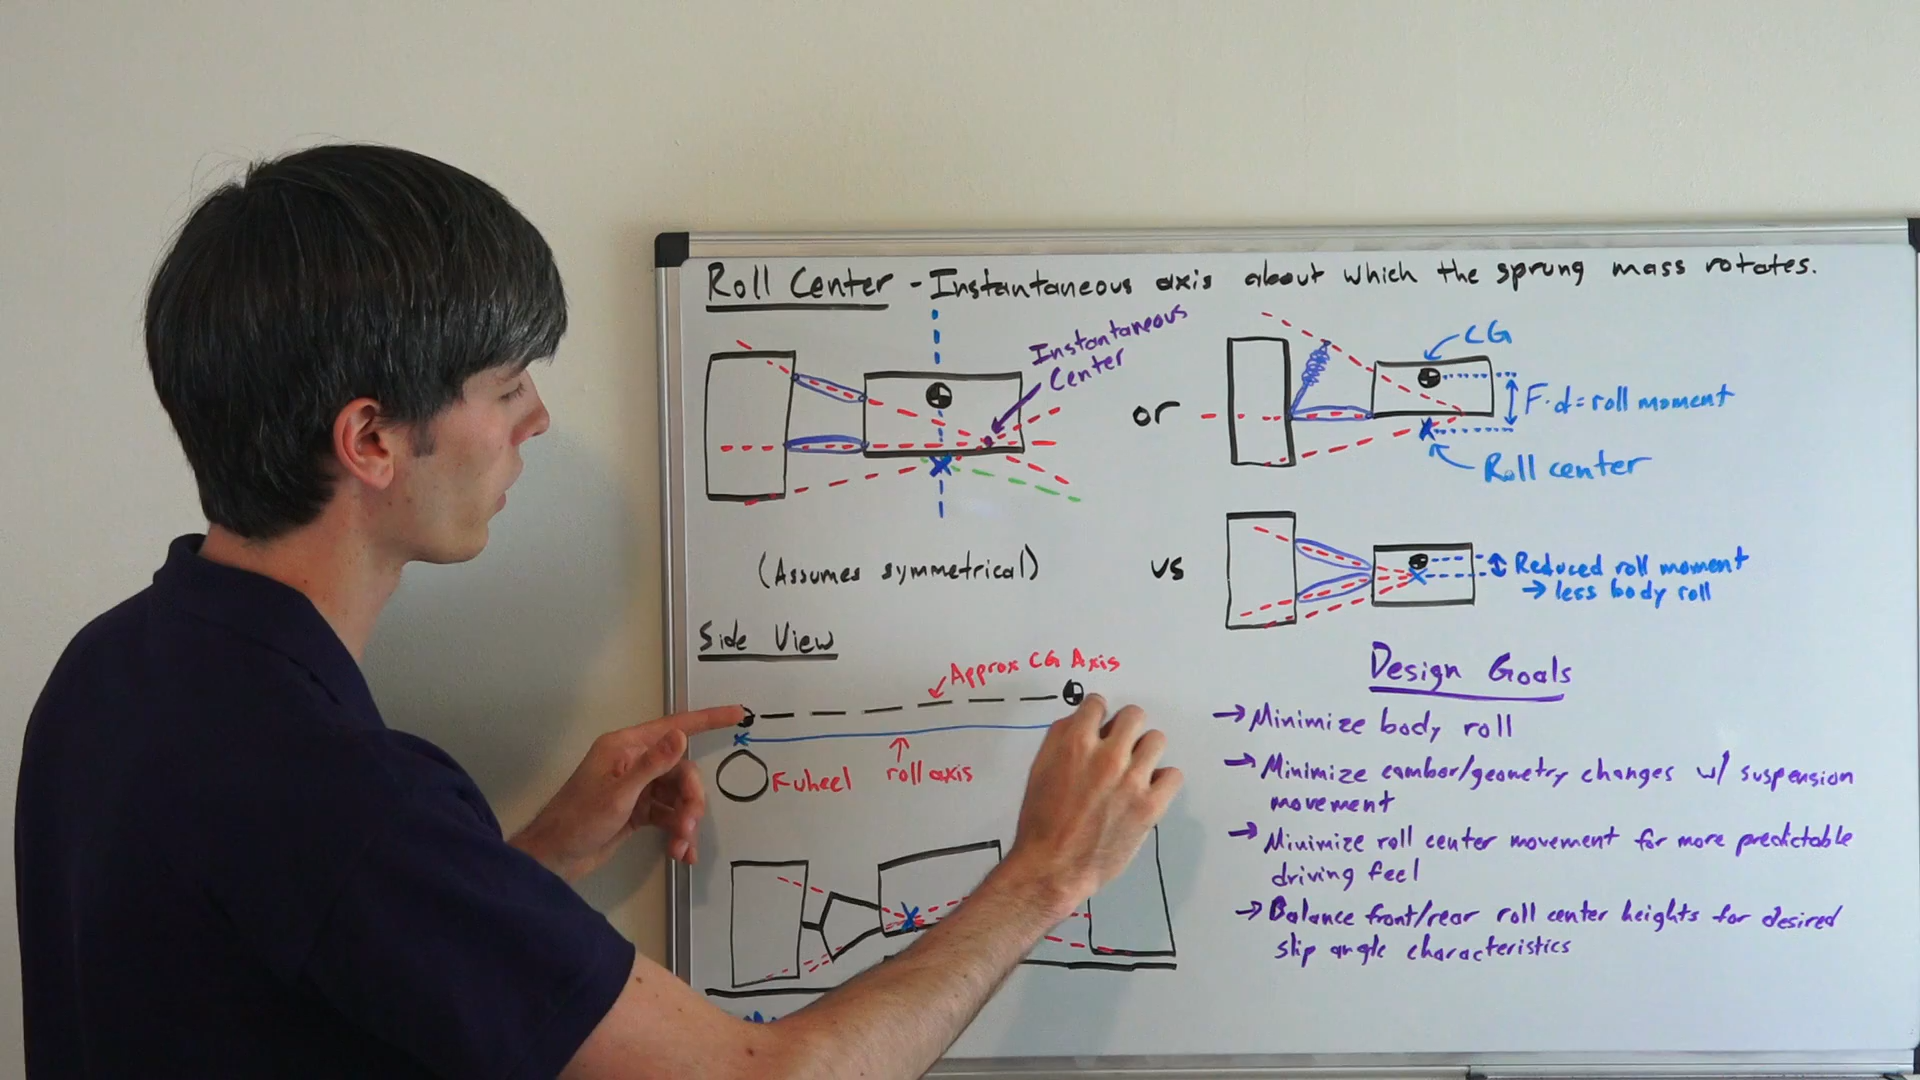 Roll Center - Instantaneous axis about which the sprung mass rotates.
Instantaneous
Center
or
CG
F·d = roll moment
Roll center
(Assumes symmetrical)
vs
Reduced roll moment
→ less body roll
Side View
Approx CG Axis
F wheel
roll axis
Design Goals
→ Minimize body roll
→ Minimize camber/geometry changes w/ suspension
movement
→ Minimize roll center movement for more predictable
driving feel
→ Balance front/rear roll center heights for desired
slip angle characteristics